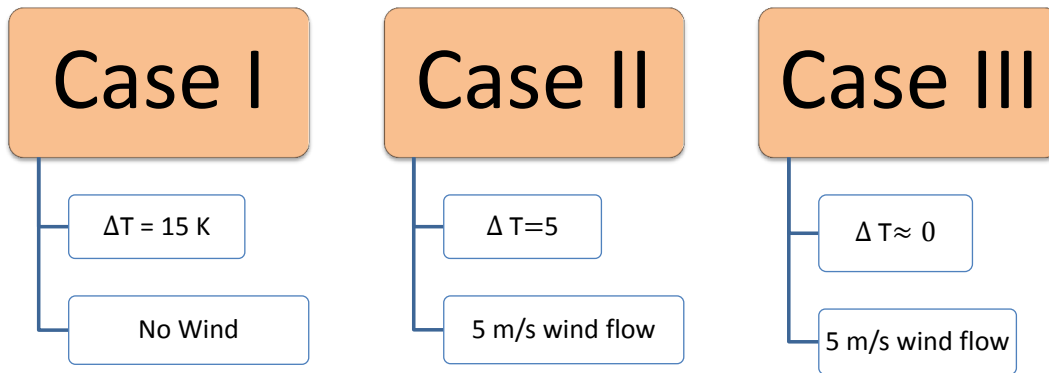 Case I
ΔT = 15 K
No Wind
Case II
Δ T=5
5 m/s wind flow
Case III
Δ T≈ 0
5 m/s wind flow